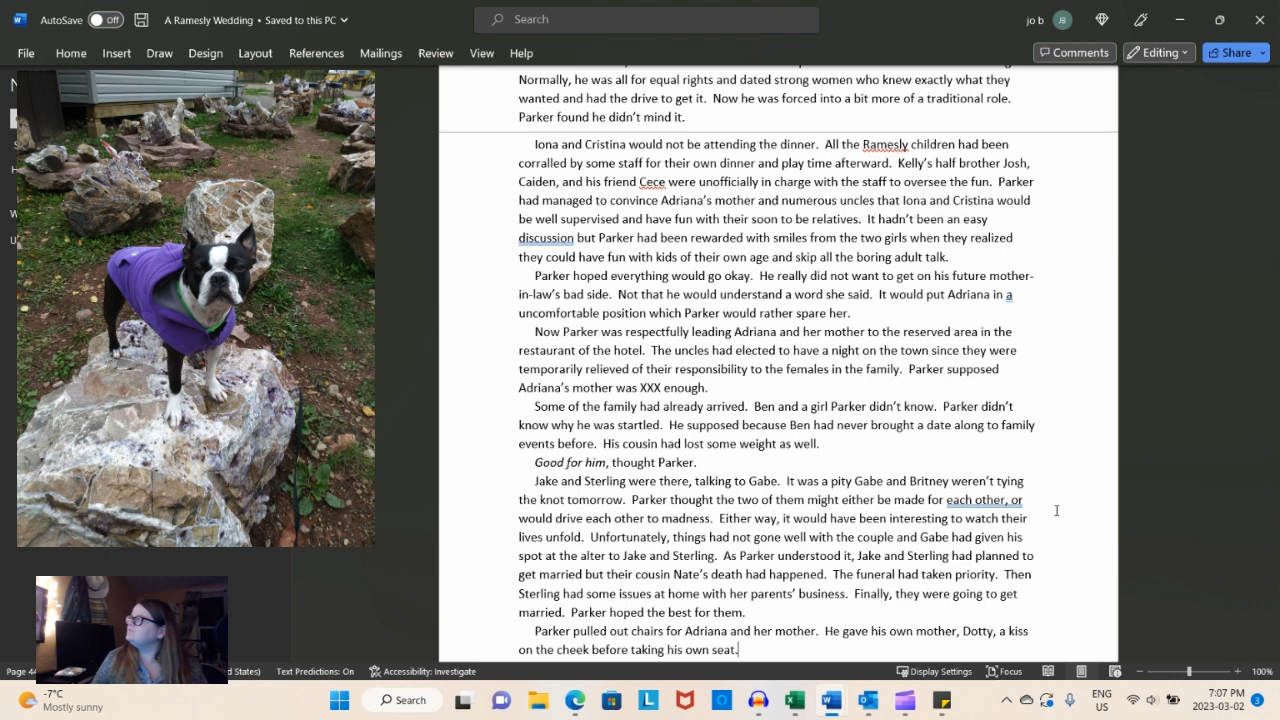 AutoSave Off A Ramesly Wedding • Saved to this PC Search jo b JB
File Home Insert Draw Design Layout References Mailings Review View Help Comments Editing Share
Normally, he was all for equal rights and dated strong women who knew exactly what they
wanted and had the drive to get it. Now he was forced into a bit more of a traditional role.
Parker found he didn't mind it.
Iona and Cristina would not be attending the dinner. All the Ramesly children had been
corralled by some staff for their own dinner and play time afterward. Kelly's half brother Josh,
Caiden, and his friend Cece were unofficially in charge with the staff to oversee the fun. Parker
had managed to convince Adriana's mother and numerous uncles that Iona and Cristina would
be well supervised and have fun with their soon to be relatives. It hadn't been an easy
discussion but Parker had been rewarded with smiles from the two girls when they realized
they could have fun with kids of their own age and skip all the boring adult talk.
Parker hoped everything would go okay. He really did not want to get on his future mother-
in-law's bad side. Not that he would understand a word she said. It would put Adriana in a
uncomfortable position which Parker would rather spare her.
Now Parker was respectfully leading Adriana and her mother to the reserved area in the
restaurant of the hotel. The uncles had elected to have a night on the town since they were
temporarily relieved of their responsibility to the females in the family. Parker supposed
Adriana's mother was XXX enough.
Some of the family had already arrived. Ben and a girl Parker didn't know. Parker didn't
know why he was startled. He supposed because Ben had never brought a date along to family
events before. His cousin had lost some weight as well.
Good for him, thought Parker.
Jake and Sterling were there, talking to Gabe. It was a pity Gabe and Britney weren't tying
the knot tomorrow. Parker thought the two of them might either be made for each other, or
would drive each other to madness. Either way, it would have been interesting to watch their
lives unfold. Unfortunately, things had not gone well with the couple and Gabe had given his
spot at the alter to Jake and Sterling. As Parker understood it, Jake and Sterling had planned to
get married but their cousin Nate's death had happened. The funeral had taken priority. Then
Sterling had some issues at home with her parents' business. Finally, they were going to get
married. Parker hoped the best for them.
Parker pulled out chairs for Adriana and her mother. He gave his own mother, Dotty, a kiss
on the cheek before taking his own seat.
Page 4 d States) Text Predictions: On Accessibility: Investigate Display Settings Focus 100%
-7°C
Mostly sunny
Search
ENG
US
7:07 PM
2023-03-02
3